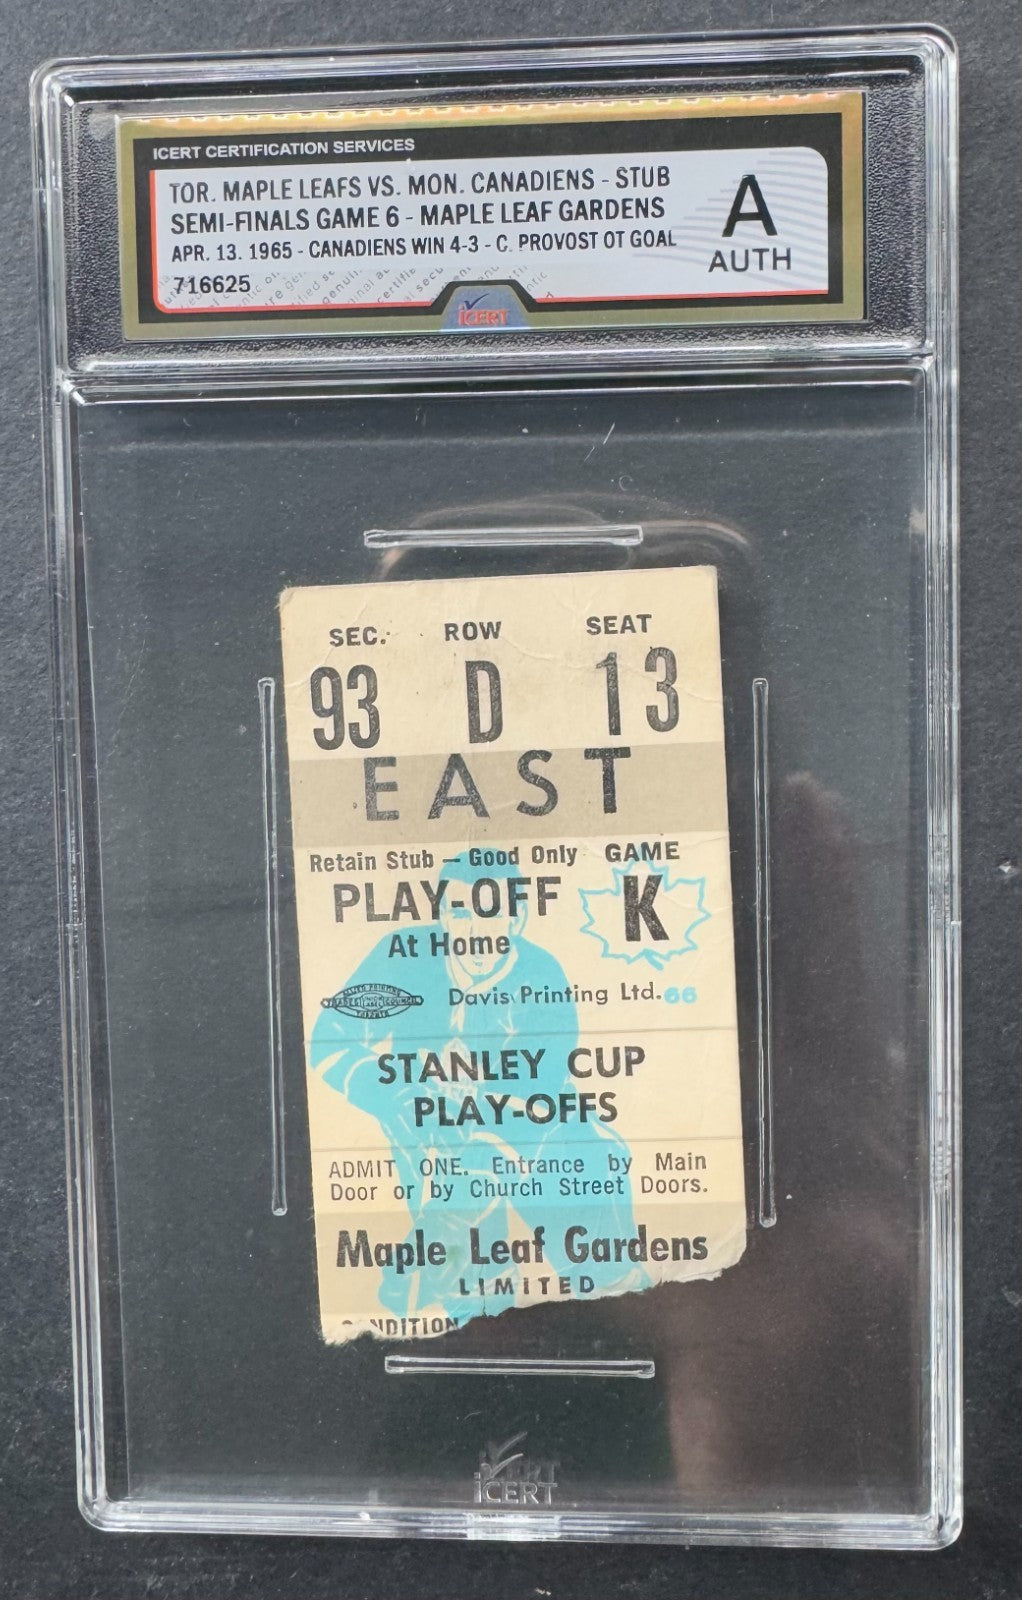 ICERT CERTIFICATION SERVICES
TOR. MAPLE LEAFS VS. MON. CANADIENS - STUB
SEMI-FINALS GAME 6 - MAPLE LEAF GARDENS
APR. 13. 1965 - CANADIENS WIN 4-3 - C. PROVOST OT GOAL
716625
A
AUTH
iCERT
SEC. ROW SEAT
93 D 13
EAST
Retain Stub — Good Only GAME
PLAY-OFF K
At Home
Davis Printing Ltd. 66
STANLEY CUP
PLAY-OFFS
ADMIT ONE. Entrance by Main
Door or by Church Street Doors.
Maple Leaf Gardens
LIMITED
NDITION
iCERT